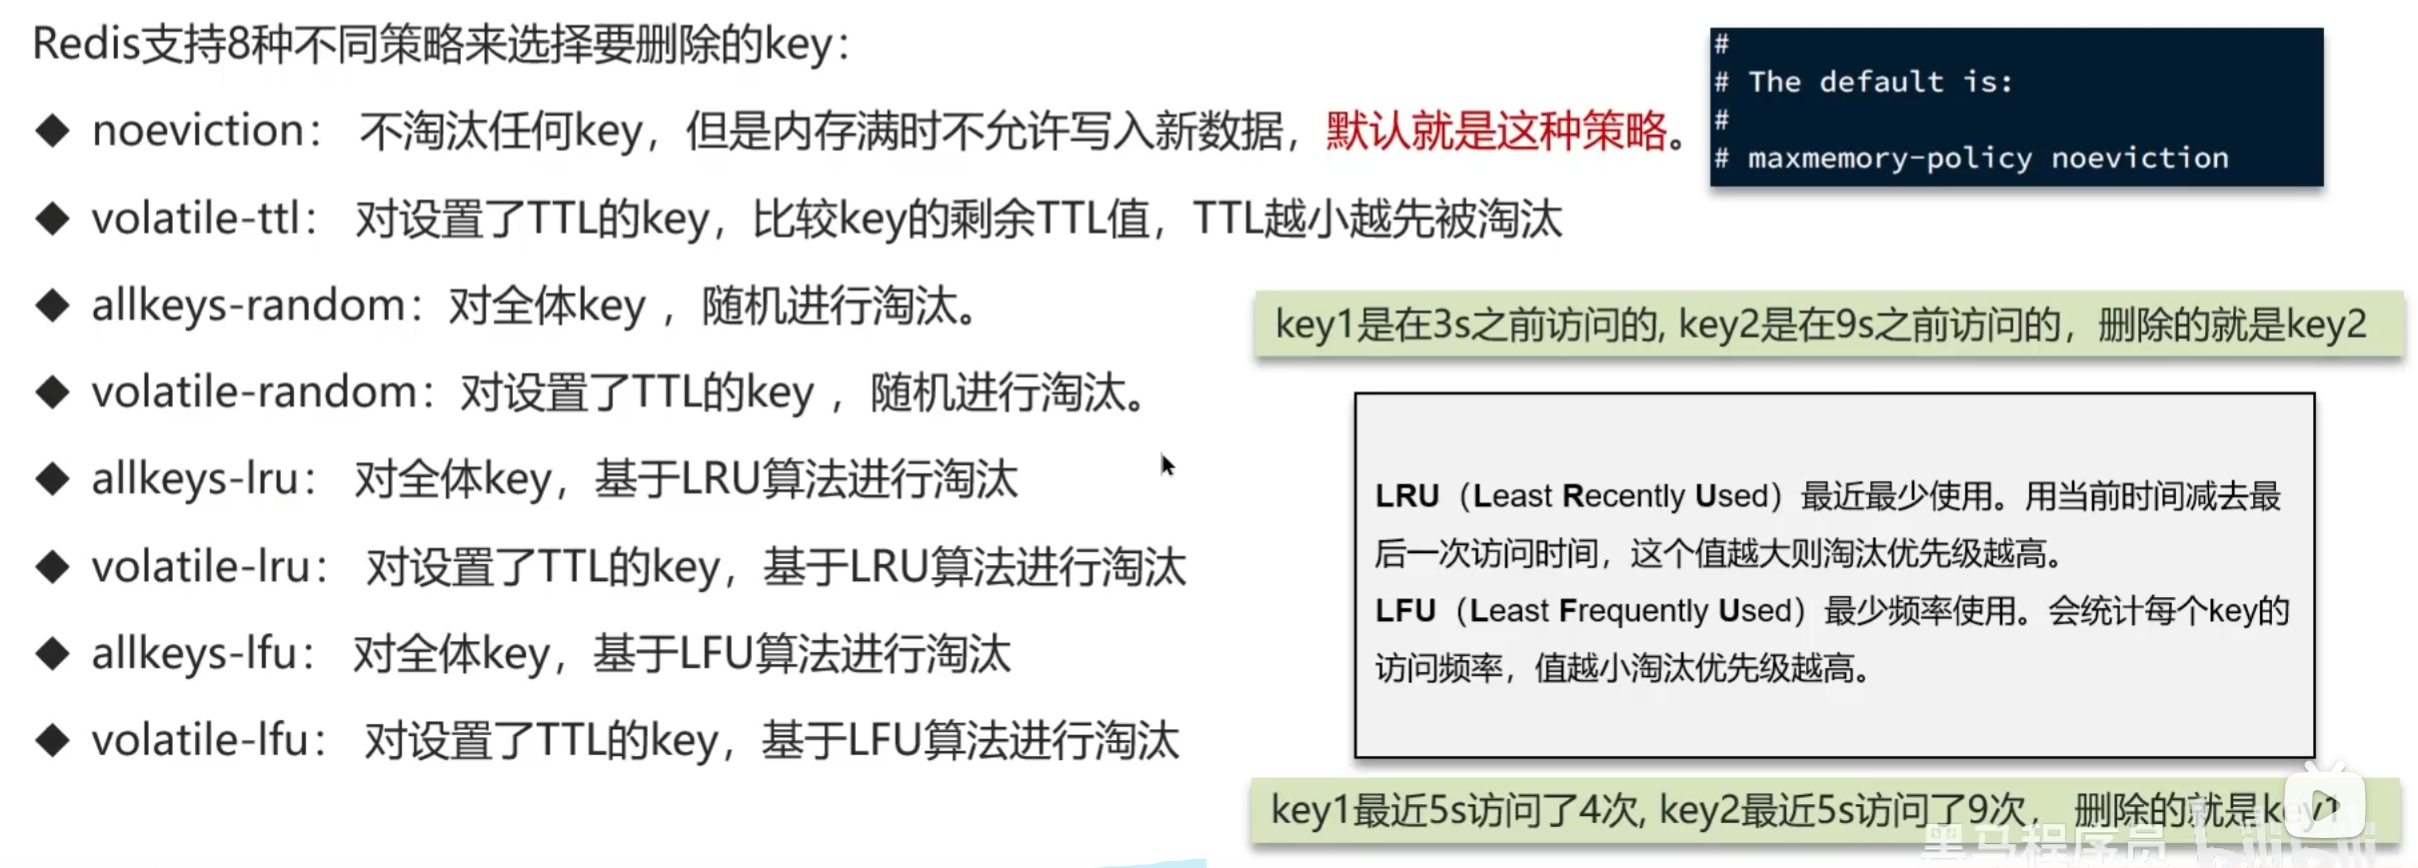 Redis支持8种不同策略来选择要删除的key：
◆ noeviction： 不淘汰任何key，但是内存满时不允许写入新数据，默认就是这种策略。
◆ volatile-ttl： 对设置了TTL的key，比较key的剩余TTL值，TTL越小越先被淘汰
◆ allkeys-random：对全体key ，随机进行淘汰。
◆ volatile-random：对设置了TTL的key ，随机进行淘汰。
◆ allkeys-lru： 对全体key，基于LRU算法进行淘汰
◆ volatile-lru： 对设置了TTL的key，基于LRU算法进行淘汰
◆ allkeys-lfu： 对全体key，基于LFU算法进行淘汰
◆ volatile-lfu： 对设置了TTL的key，基于LFU算法进行淘汰
#
# The default is:
#
# maxmemory-policy noeviction
key1是在3s之前访问的, key2是在9s之前访问的，删除的就是key2
LRU（Least Recently Used）最近最少使用。用当前时间减去最
后一次访问时间，这个值越大则淘汰优先级越高。
LFU（Least Frequently Used）最少频率使用。会统计每个key的
访问频率，值越小淘汰优先级越高。
key1最近5s访问了4次, key2最近5s访问了9次， 删除的就是key1
黑马程序员